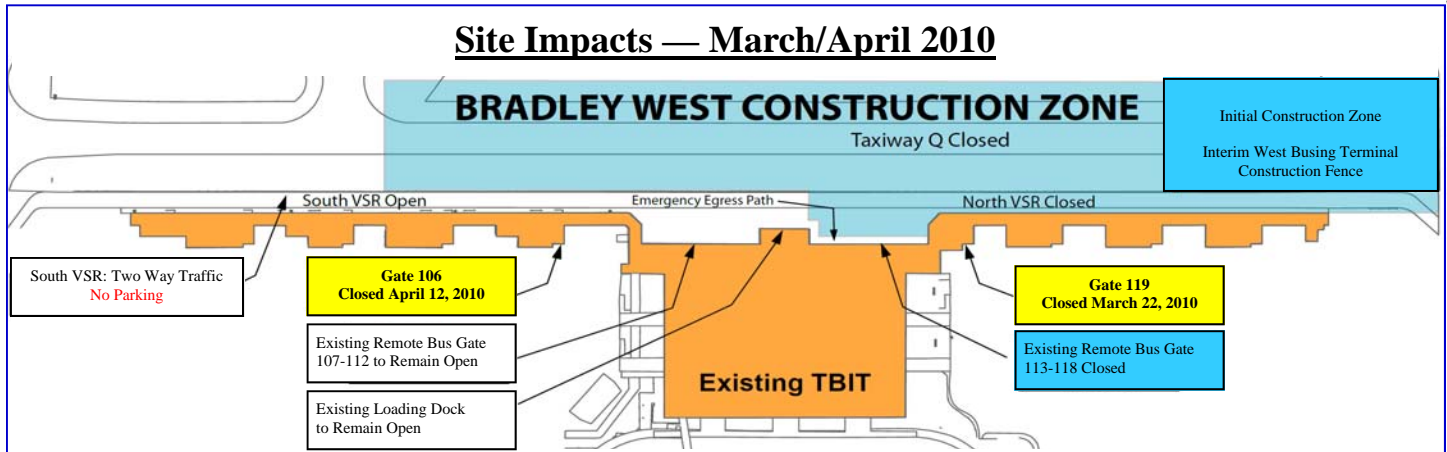 Site Impacts — March/April 2010
BRADLEY WEST CONSTRUCTION ZONE
Taxiway Q Closed
Initial Construction Zone
Interim West Busing Terminal
Construction Fence
South VSR Open
Emergency Egress Path
North VSR Closed
South VSR: Two Way Traffic
No Parking
Gate 106
Closed April 12, 2010
Gate 119
Closed March 22, 2010
Existing Remote Bus Gate
107-112 to Remain Open
Existing Remote Bus Gate
113-118 Closed
Existing TBIT
Existing Loading Dock
to Remain Open